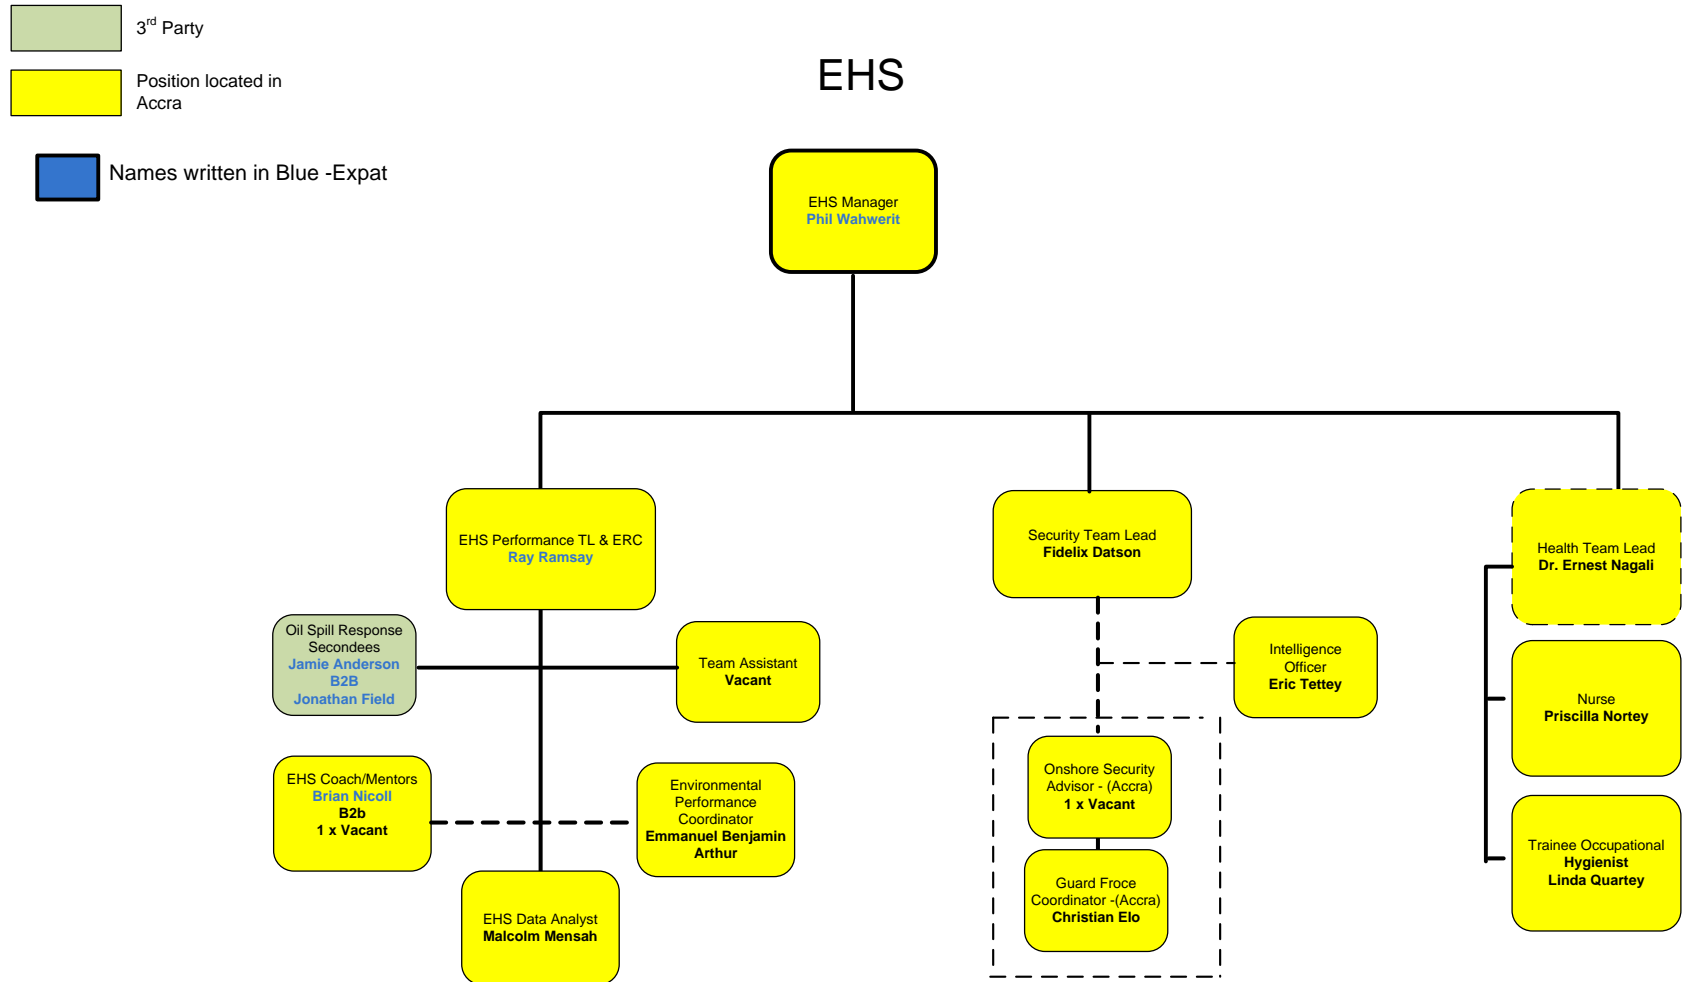 3rd Party
Position located in
Accra
Names written in Blue -Expat
EHS
EHS Manager
Phil Wahwerit
EHS Performance TL & ERC
Ray Ramsay
Oil Spill Response
Secondees
Jamie Anderson
B2B
Jonathan Field
Team Assistant
Vacant
EHS Coach/Mentors
Brian Nicoll
B2b
1 x Vacant
Environmental
Performance
Coordinator
Emmanuel Benjamin
Arthur
EHS Data Analyst
Malcolm Mensah
Security Team Lead
Fidelix Datson
Intelligence
Officer
Eric Tettey
Onshore Security
Advisor - (Accra)
1 x Vacant
Guard Froce
Coordinator -(Accra)
Christian Elo
Health Team Lead
Dr. Ernest Nagali
Nurse
Priscilla Nortey
Trainee Occupational
Hygienist
Linda Quartey